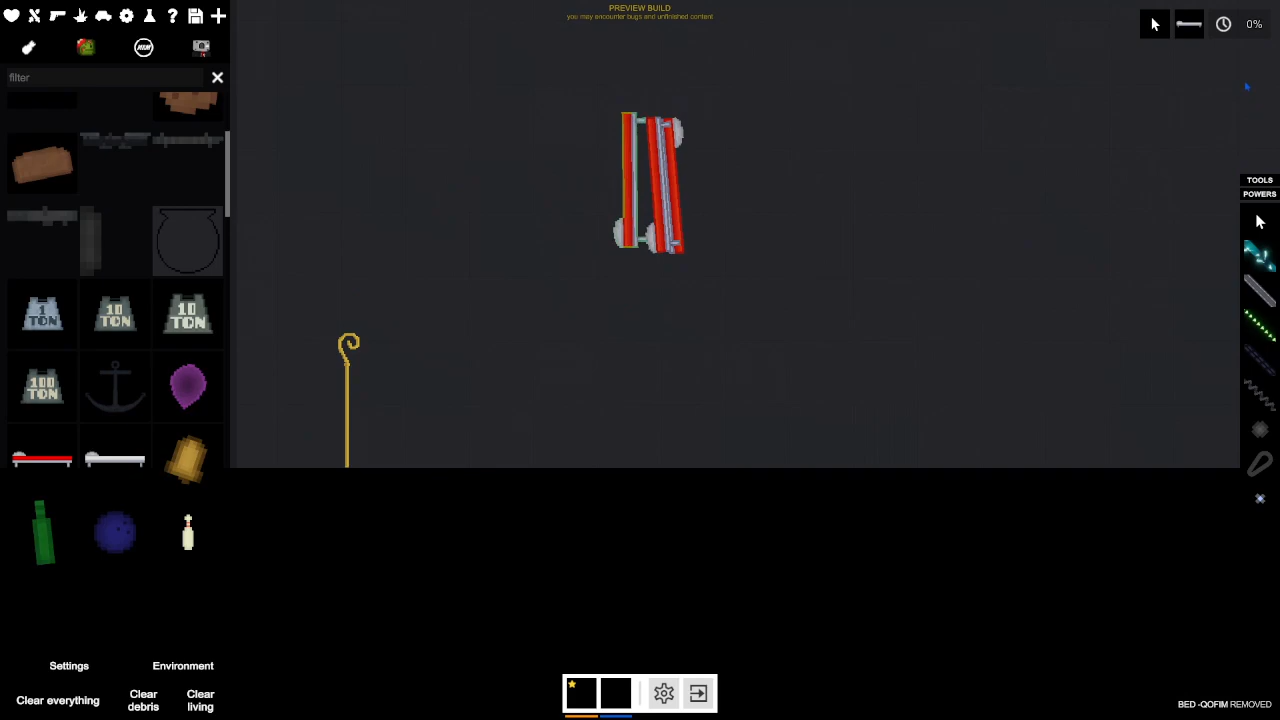 PREVIEW BUILD
you may encounter bugs and unfinished content
0%
filter
TOOLS
POWERS
1
TON
10
TON
10
TON
100
TON
Settings
Environment
Clear everything
Clear
debris
Clear
living
BED -QOFIM REMOVED